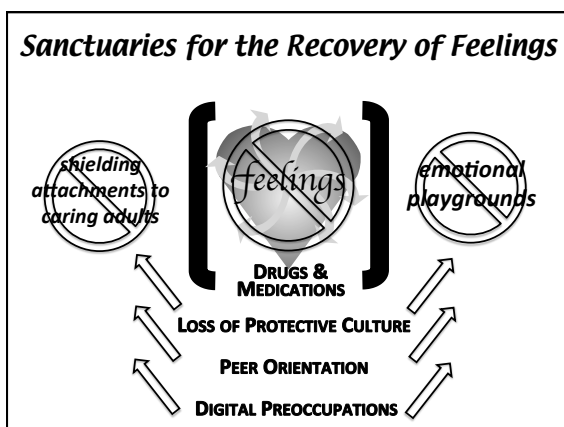 Sanctuaries for the Recovery of Feelings
shielding
attachments to
caring adults
feelings
emotional
playgrounds
DRUGS &
MEDICATIONS
LOSS OF PROTECTIVE CULTURE
PEER ORIENTATION
DIGITAL PREOCCUPATIONS